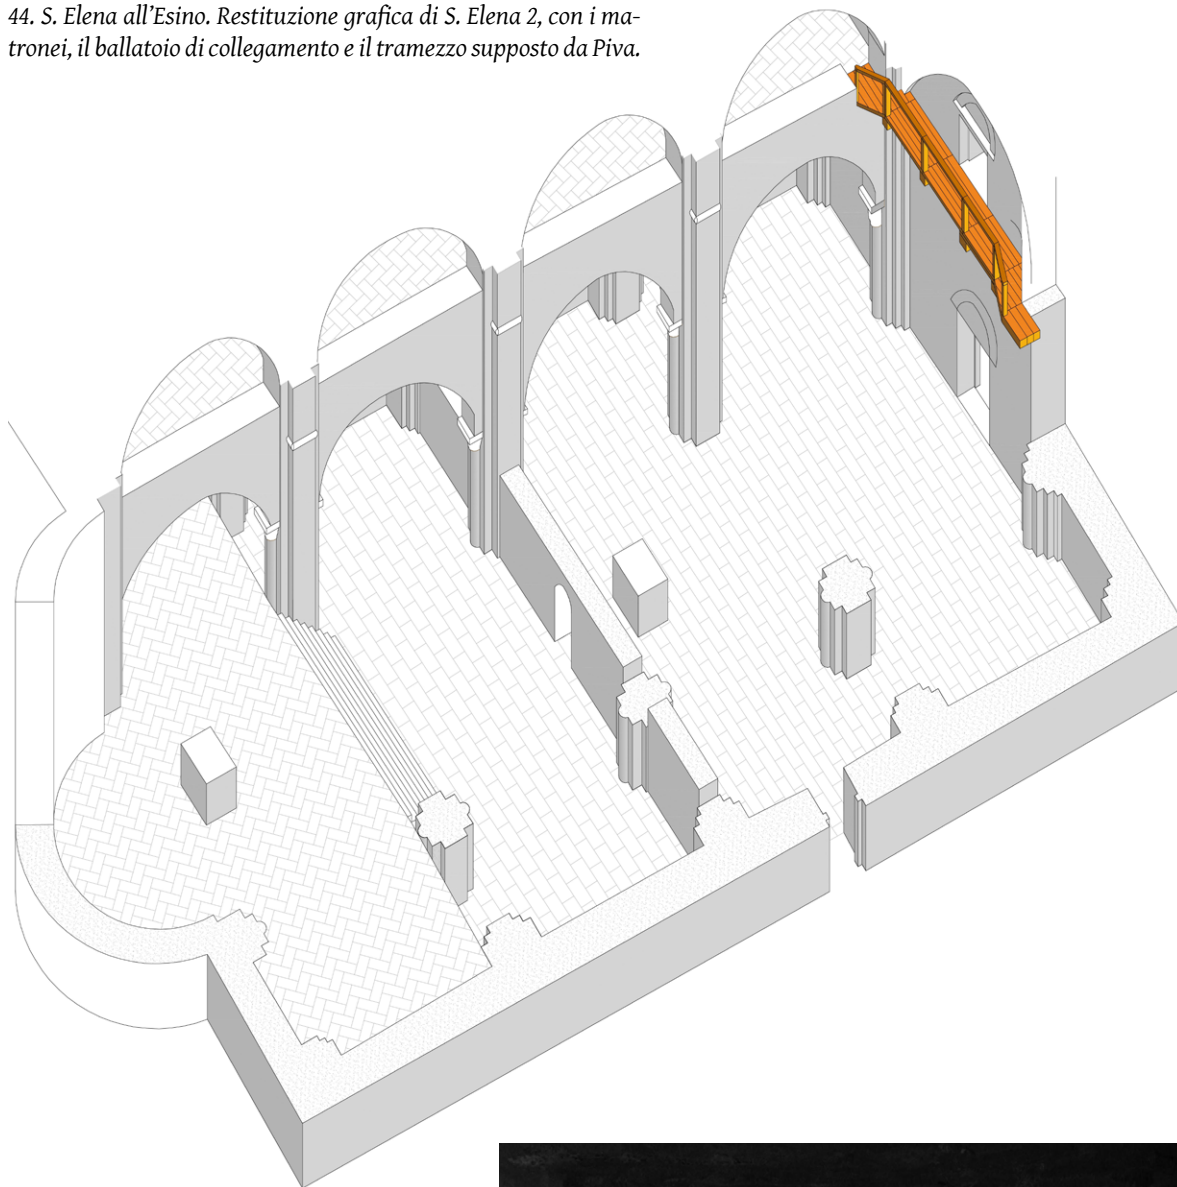 44. S. Elena all’Esino. Restituzione grafica di S. Elena 2, con i ma-
tronei, il ballatoio di collegamento e il tramezzo supposto da Piva.